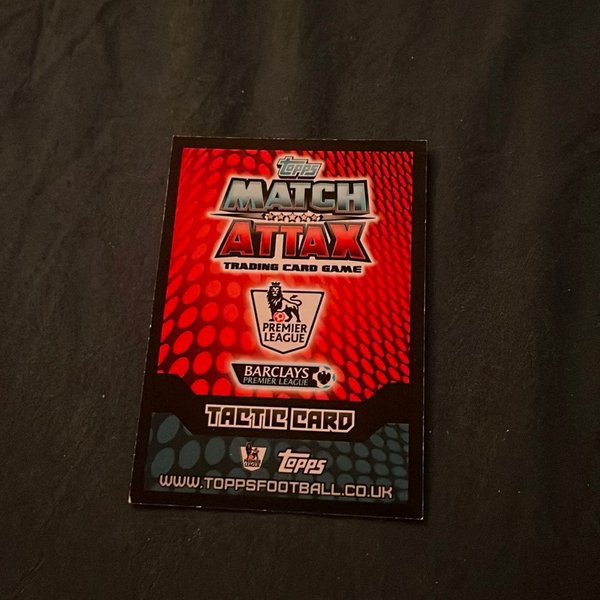 Topps
MATCH
ATTAX
TRADING CARD GAME
PREMIER
LEAGUE
BARCLAYS
PREMIER LEAGUE
TACTIC CARD
Topps
WWW.TOPPSFOOTBALL.CO.UK